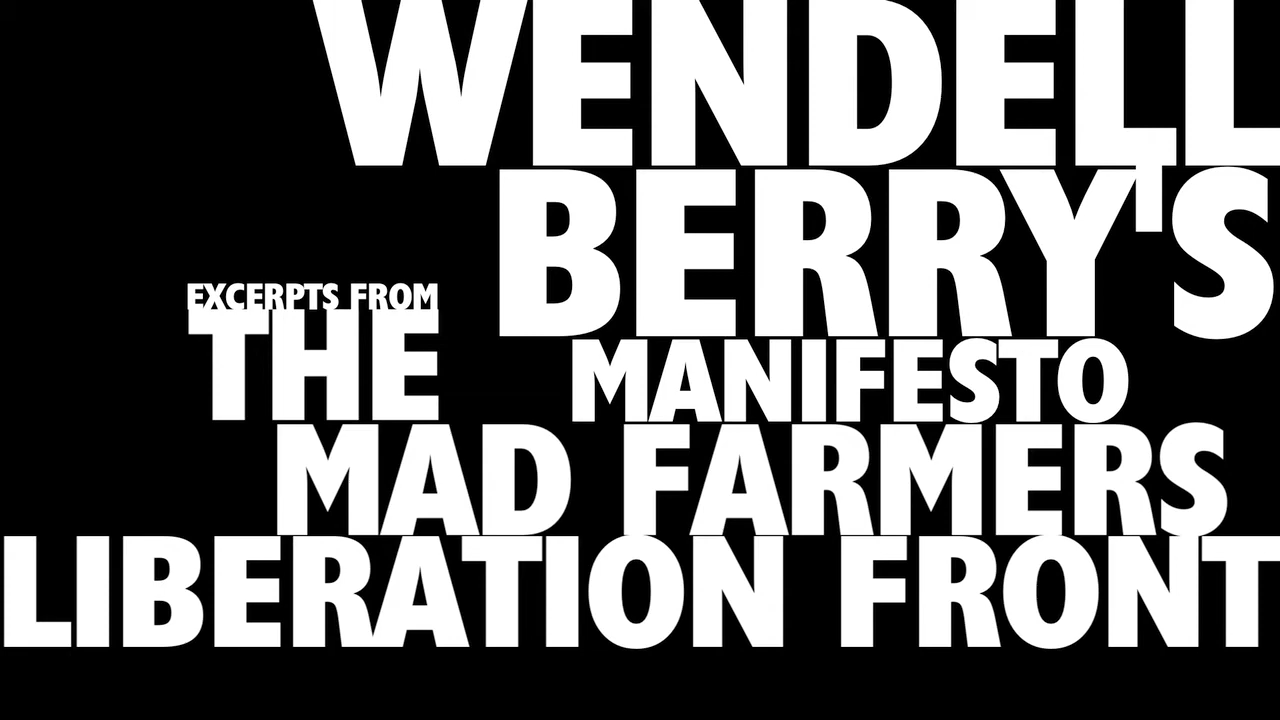 WENDELL
BERRY'S
EXCERPTS FROM
THE MANIFESTO
MAD FARMERS
LIBERATION FRONT